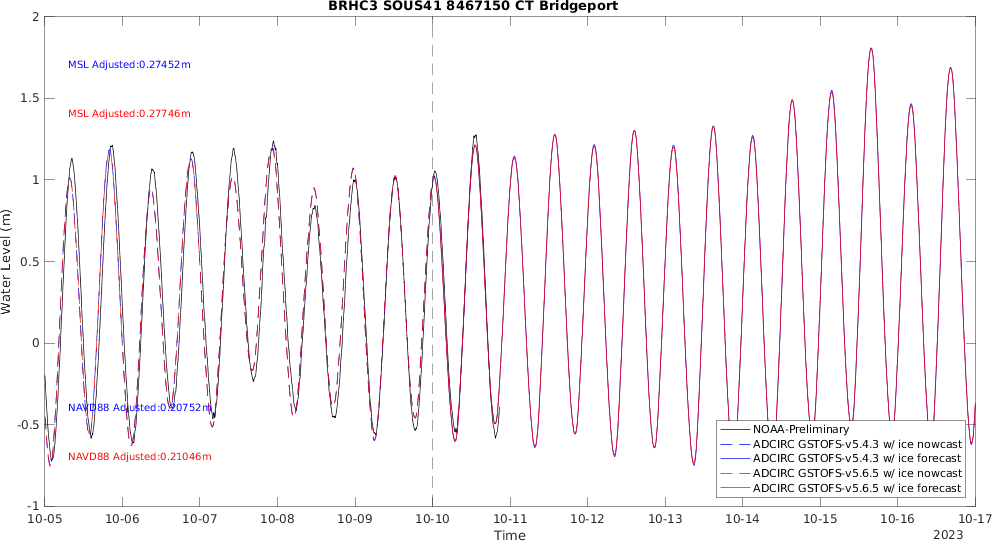 BRHC3 SOUS41 8467150 CT Bridgeport
Water Level (m)
2
1.5
1
0.5
0
-0.5
-1
MSL Adjusted:0.27452m
MSL Adjusted:0.27746m
NAVD88 Adjusted:0.20752m
NAVD88 Adjusted:0.21046m
NOAA-Preliminary
ADCIRC GSTOFS-v5.4.3 w/ ice nowcast
ADCIRC GSTOFS-v5.4.3 w/ ice forecast
ADCIRC GSTOFS-v5.6.5 w/ ice nowcast
ADCIRC GSTOFS-v5.6.5 w/ ice forecast
10-05 10-06 10-07 10-08 10-09 10-10 10-11 10-12 10-13 10-14 10-15 10-16 10-17
Time
2023